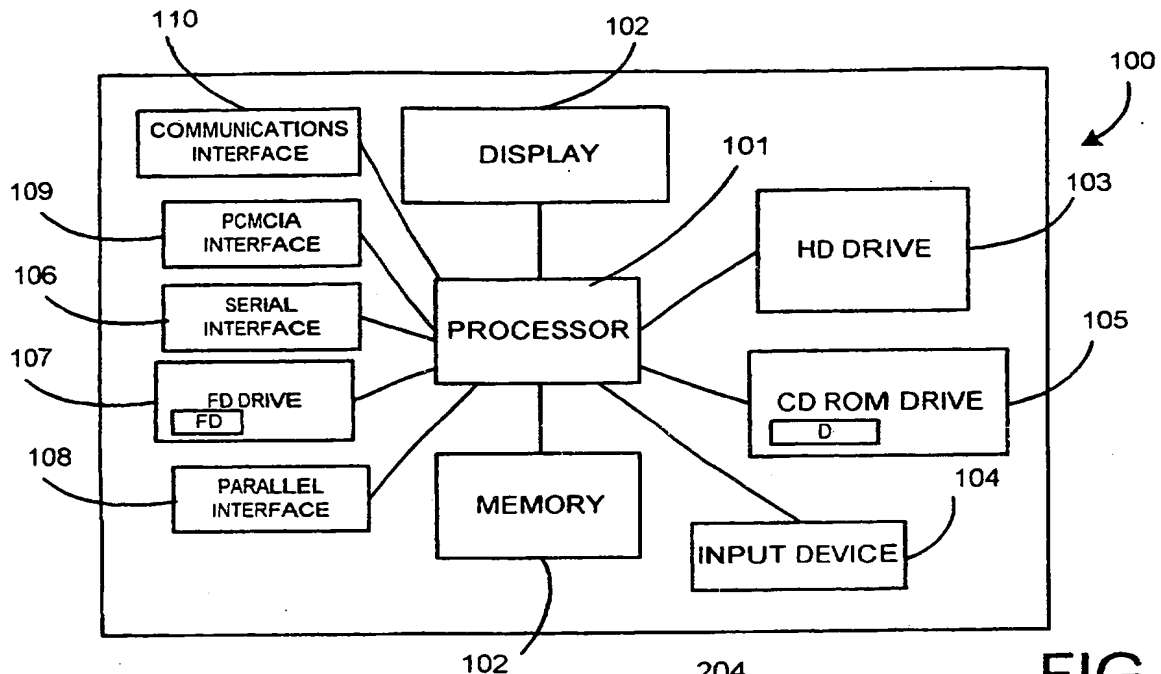 110
102
100
COMMUNICATIONS
INTERFACE
DISPLAY
101
103
109
PCMCIA
INTERFACE
HD DRIVE
106
SERIAL
INTERFACE
PROCESSOR
105
107
FD DRIVE
FD
CD ROM DRIVE
D
108
PARALLEL
INTERFACE
MEMORY
104
INPUT DEVICE
102
204
FIG